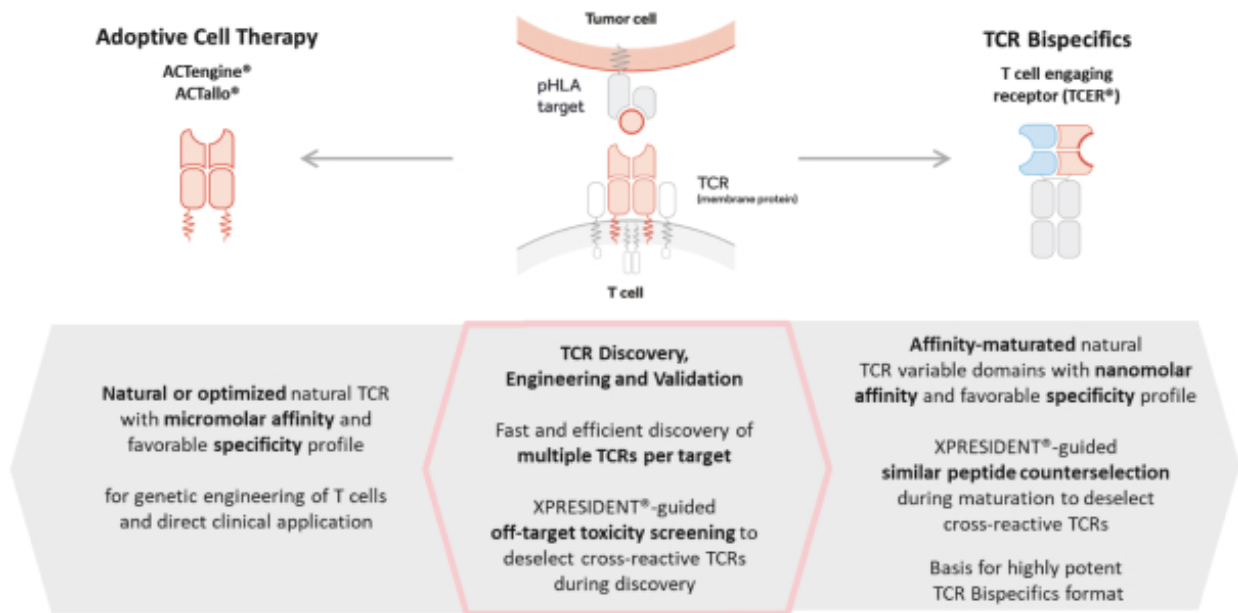 Adoptive Cell Therapy
ACTengine®
ACTallo®
Tumor cell
pHLA
target
TCR
(membrane protein)
T cell
TCR Bispecifics
T cell engaging
receptor (TCER®)
Natural or optimized natural TCR
with micromolar affinity and
favorable specificity profile
for genetic engineering of T cells
and direct clinical application
TCR Discovery,
Engineering and Validation
Fast and efficient discovery of
multiple TCRs per target
XPRESIDENT®-guided
off-target toxicity screening to
deselect cross-reactive TCRs
during discovery
Affinity-maturated natural
TCR variable domains with nanomolar
affinity and favorable specificity profile
XPRESIDENT®-guided
similar peptide counterselection
during maturation to deselect
cross-reactive TCRs
Basis for highly potent
TCR Bispecifics format